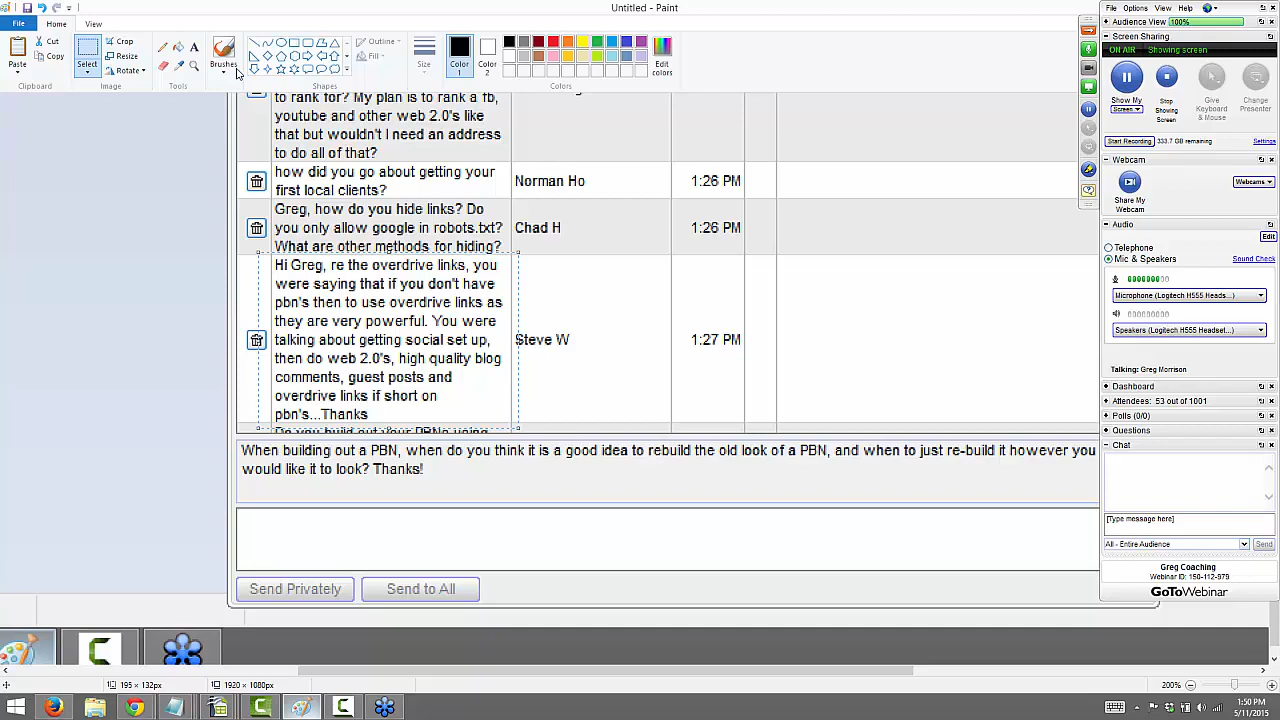 Untitled - Paint
File Home View
Paste
Cut
Copy
Clipboard
Select
Crop
Resize
Rotate
Image
Tools
Brushes
Outline
Fill
Shapes
Size
Color 1
Color 2
Edit colors
Colors
to rank for? My plan is to rank a fb,
youtube and other web 2.0's like
that but wouldn't I need an address
to do all of that?
how did you go about getting your
first local clients?
Norman Ho 1:26 PM
Greg, how do you hide links? Do
you only allow google in robots.txt?
What are other methods for hiding?
Chad H 1:26 PM
Hi Greg, re the overdrive links, you
were saying that if you don't have
pbn's then to use overdrive links as
they are very powerful. You were
talking about getting social set up,
then do web 2.0's, high quality blog
comments, guest posts and
overdrive links if short on
pbn's...Thanks
Steve W 1:27 PM
Do you build out your PBNs using
When building out a PBN, when do you think it is a good idea to rebuild the old look of a PBN, and when to just re-build it however you
would like it to look? Thanks!
Send Privately Send to All
File Options View Help
Audience View 100%
Screen Sharing
ON AIR Showing screen
Show My Screen
Stop Showing Screen
Give Keyboard & Mouse
Change Presenter
Start Recording 333.7 GB remaining Settings
Webcam
Share My Webcam
Webcams
Audio
Edit
Telephone
Mic & Speakers Sound Check
Microphone (Logitech H555 Heads...)
Speakers (Logitech H555 Headset...)
Talking: Greg Morrison
Dashboard
Attendees: 53 out of 1001
Polls (0/0)
Questions
Chat
[Type message here]
All - Entire Audience Send
Greg Coaching
Webinar ID: 150-112-979
GoToWebinar
195 × 132px 1920 × 1080px 200%
1:50 PM
5/11/2015